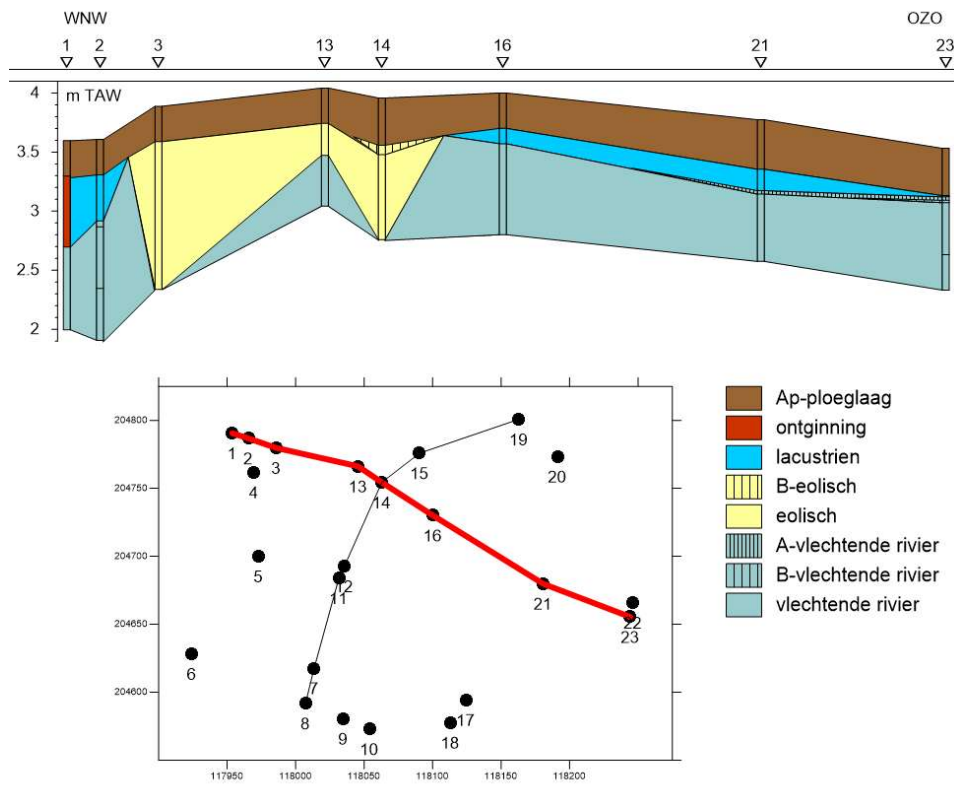 WNW OZO
1 2 3 13 14 16 21 23
4 m TAW
3.5
3
2.5
2
204800
204750
204700
204650
204600
117950 118000 118050 118100 118150 118200
1
2
3
4
5
6
7
8
9
10
11
12
13
14
15
16
17
18
19
20
21
22
23
Ap-ploeglaag
ontginning
lacustrien
B-eolisch
eolisch
A-vlechtende rivier
B-vlechtende rivier
vlechtende rivier